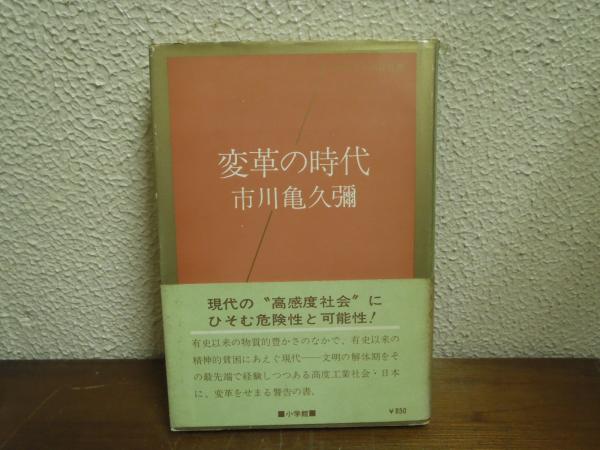 変革の時代
市川亀久彌
現代の〝高感度社会〟に
ひそむ危険性と可能性!
有史以来の物質的豊かさのなかで、有史以来の
精神的貧困にあえぐ現代──文明の解体期をそ
の最先端で経験しつつある高度工業社会・日本
に、変革をせまる警告の書。
■小学館■
¥850